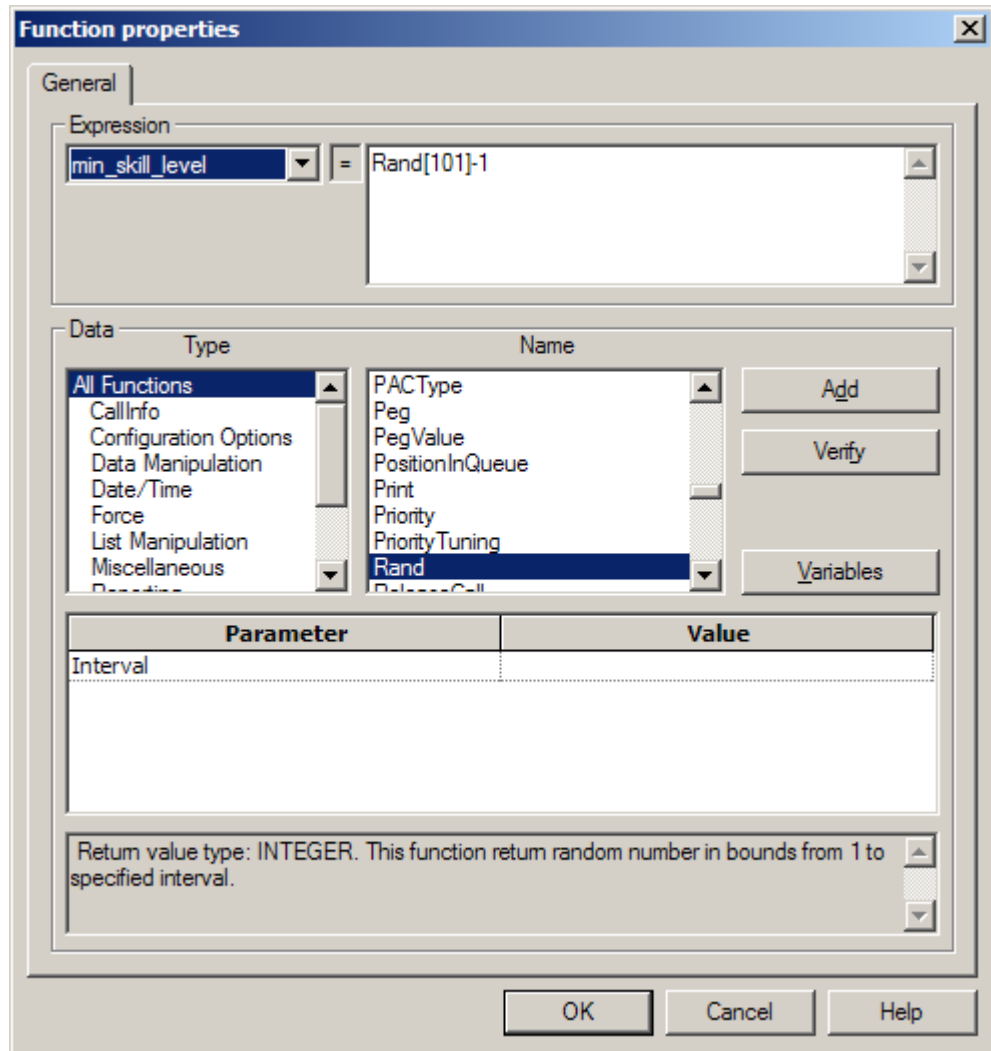 Function properties
General
Expression
min_skill_level = Rand[101]-1
Data
Type Name
All Functions
CallInfo
Configuration Options
Data Manipulation
Date/Time
Force
List Manipulation
Miscellaneous
Reporting
PACType
Peg
PegValue
PositionInQueue
Print
Priority
PriorityTuning
Rand
ReleaseCall
Add
Verify
Variables
Parameter Value
Interval
Return value type: INTEGER. This function return random number in bounds from 1 to
specified interval.
OK Cancel Help